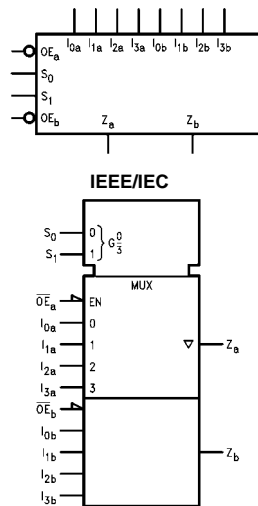 I0a I1a I2a I3a I0b I1b I2b I3b
OEa
S0
S1
OEb
Za Zb
IEEE/IEC
S0 0
S1 1
G 0/3
MUX
OEa EN
I0a 0
I1a 1
Za
I2a 2
I3a 3
OEb
I0b
I1b
Zb
I2b
I3b